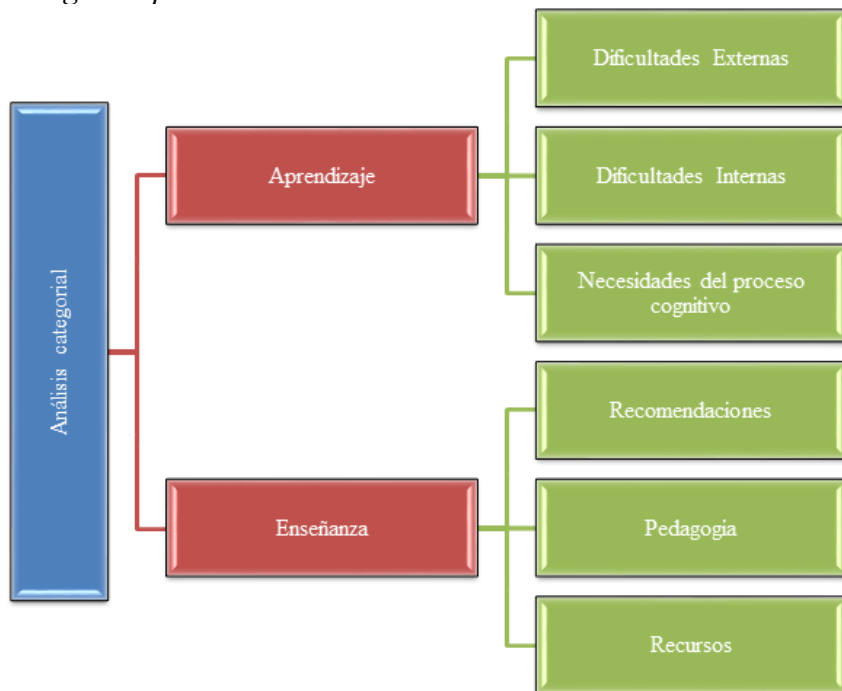 Análisis categorial
Aprendizaje
Dificultades Externas
Dificultades Internas
Necesidades del proceso
cognitivo
Enseñanza
Recomendaciones
Pedagogía
Recursos